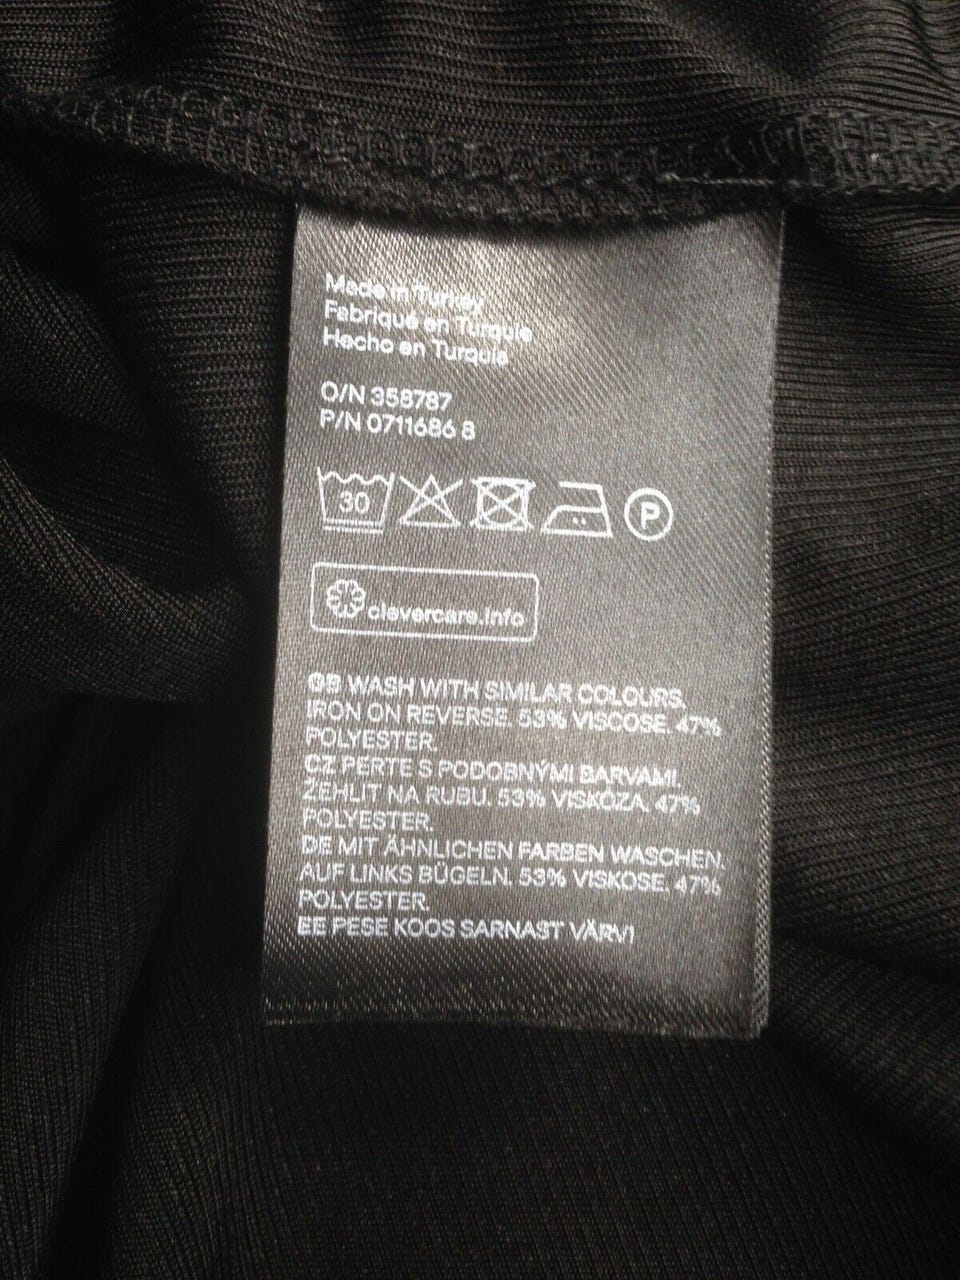 Made in Turkey
Fabriqué en Turquie
Hecho en Turquía
O/N 358787
P/N 0711686 8
30
P
clevercare.info
GB WASH WITH SIMILAR COLOURS.
IRON ON REVERSE. 53% VISCOSE. 47%
POLYESTER.
CZ PERTE S PODOBNÝMI BARVAMI.
ŽEHLIT NA RUBU. 53% VISKÓZA. 47%
POLYESTER.
DE MIT ÄHNLICHEN FARBEN WASCHEN.
AUF LINKS BÜGELN. 53% VISKOSE. 47%
POLYESTER.
EE PESE KOOS SARNAST VÄRVI